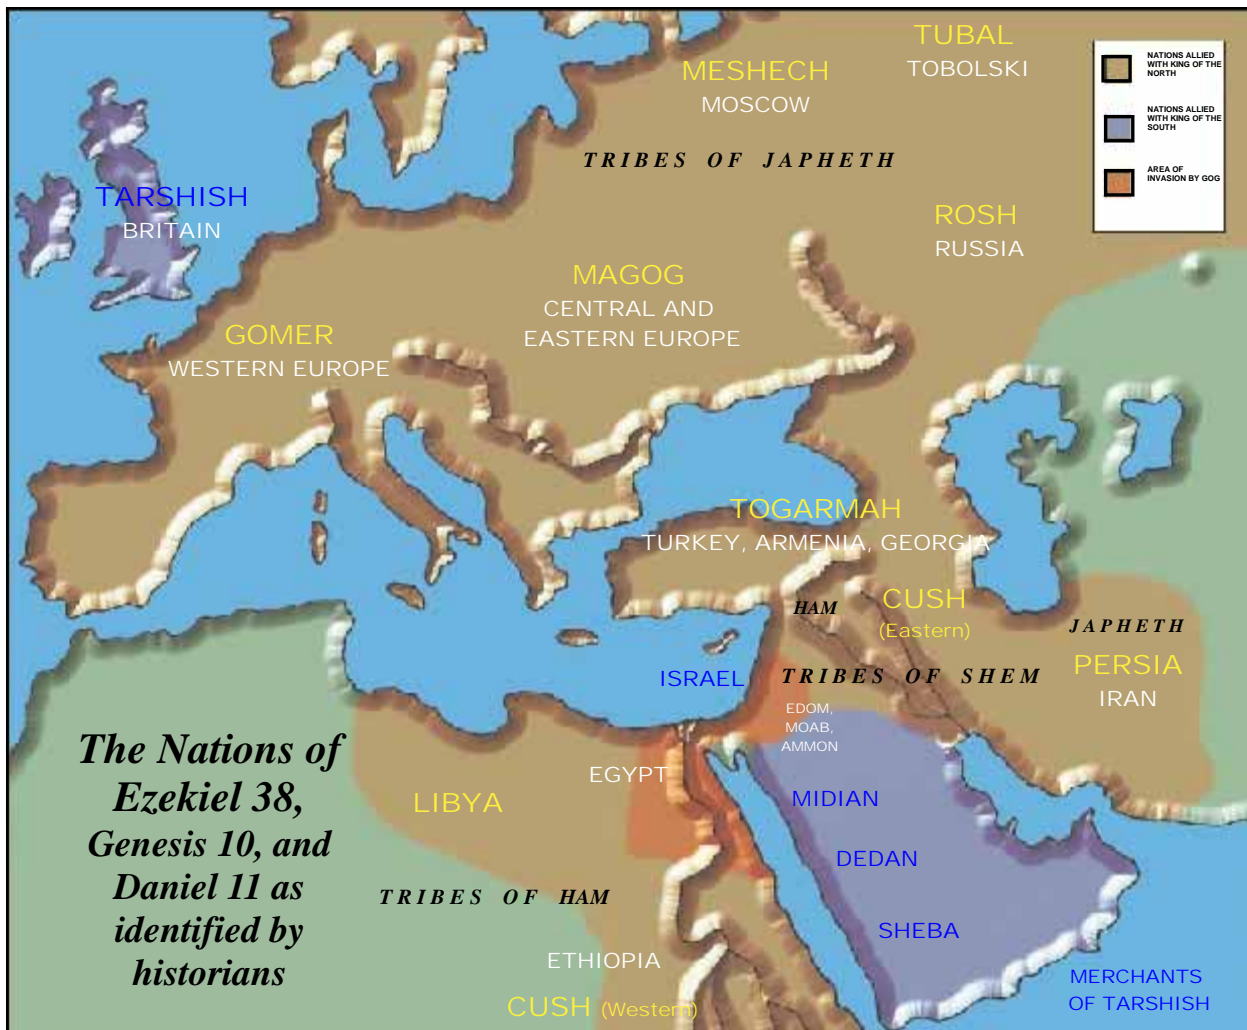 TUBAL
TOBOLSKI
MESHECH
MOSCOW
NATIONS ALLIED
WITH KING OF THE
NORTH
NATIONS ALLIED
WITH KING OF THE
SOUTH
AREA OF
INVASION BY GOG
TRIBES OF JAPHETH
TARSHISH
BRITAIN
ROSH
RUSSIA
MAGOG
CENTRAL AND
EASTERN EUROPE
GOMER
WESTERN EUROPE
TOGARMAH
TURKEY, ARMENIA, GEORGIA
HAM
CUSH
(Eastern)
JAPHETH
PERSIA
IRAN
ISRAEL
TRIBES OF SHEM
EDOM,
MOAB,
AMMON
EGYPT
LIBYA
MIDIAN
DEDAN
SHEBA
The Nations of
Ezekiel 38,
Genesis 10, and
Daniel 11 as
identified by
historians
TRIBES OF HAM
ETHIOPIA
CUSH (Western)
MERCHANTS
OF TARSHISH